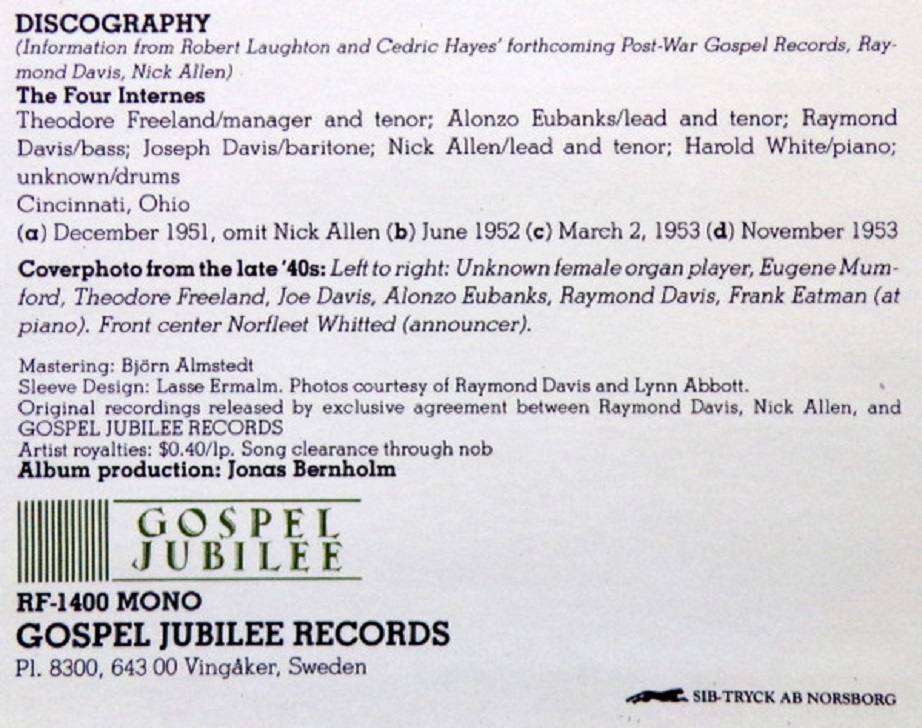 DISCOGRAPHY
(Information from Robert Laughton and Cedric Hayes' forthcoming Post-War Gospel Records, Ray-
mond Davis, Nick Allen)
The Four Internes
Theodore Freeland/manager and tenor; Alonzo Eubanks/lead and tenor; Raymond
Davis/bass; Joseph Davis/baritone; Nick Allen/lead and tenor; Harold White/piano;
unknown/drums
Cincinnati, Ohio
(a) December 1951, omit Nick Allen (b) June 1952 (c) March 2, 1953 (d) November 1953
Coverphoto from the late '40s: Left to right: Unknown female organ player, Eugene Mum-
ford, Theodore Freeland, Joe Davis, Alonzo Eubanks, Raymond Davis, Frank Eatman (at
piano). Front center Norfleet Whitted (announcer).
Mastering: Björn Almstedt
Sleeve Design: Lasse Ermalm. Photos courtesy of Raymond Davis and Lynn Abbott.
Original recordings released by exclusive agreement between Raymond Davis, Nick Allen, and
GOSPEL JUBILEE RECORDS
Artist royalties: $0.40/lp. Song clearance through nob
Album production: Jonas Bernholm
GOSPEL
JUBILEE
RF-1400 MONO
GOSPEL JUBILEE RECORDS
Pl. 8300, 643 00 Vingåker, Sweden
SIB-TRYCK AB NORSBORG